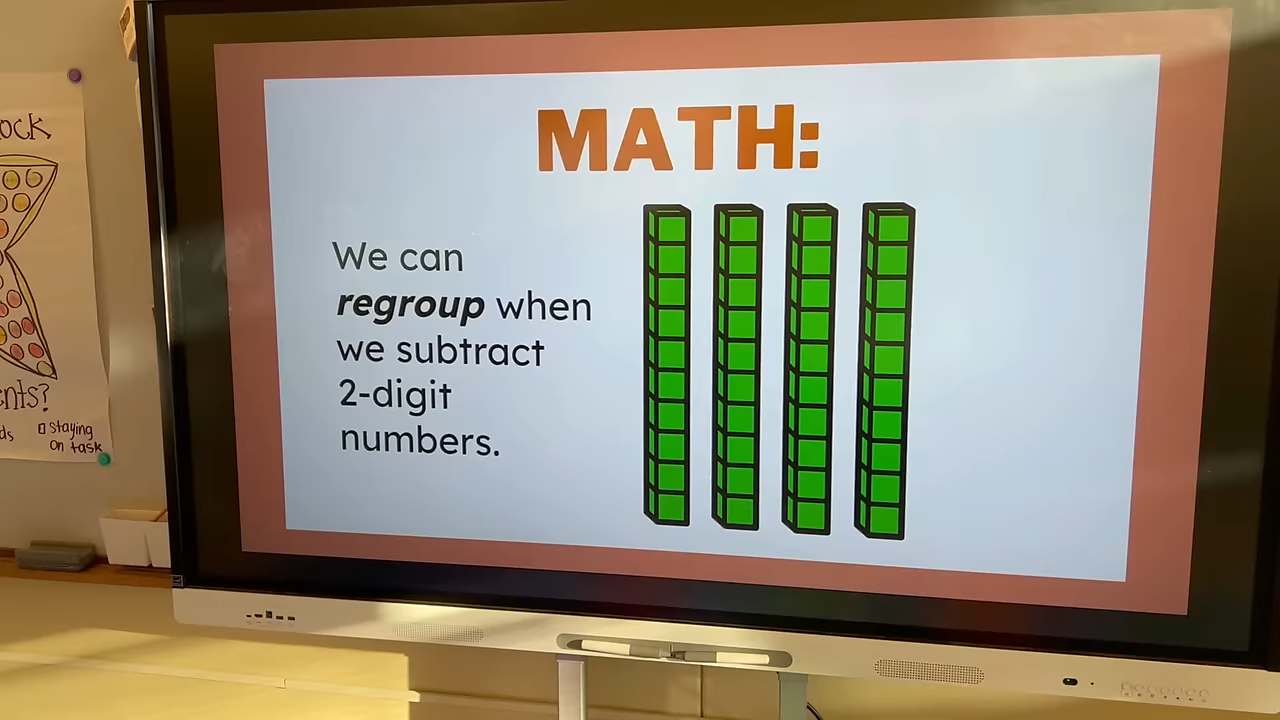 MATH:
We can
regroup when
we subtract
2-digit
numbers.
ock
ents?
ds
staying
on task